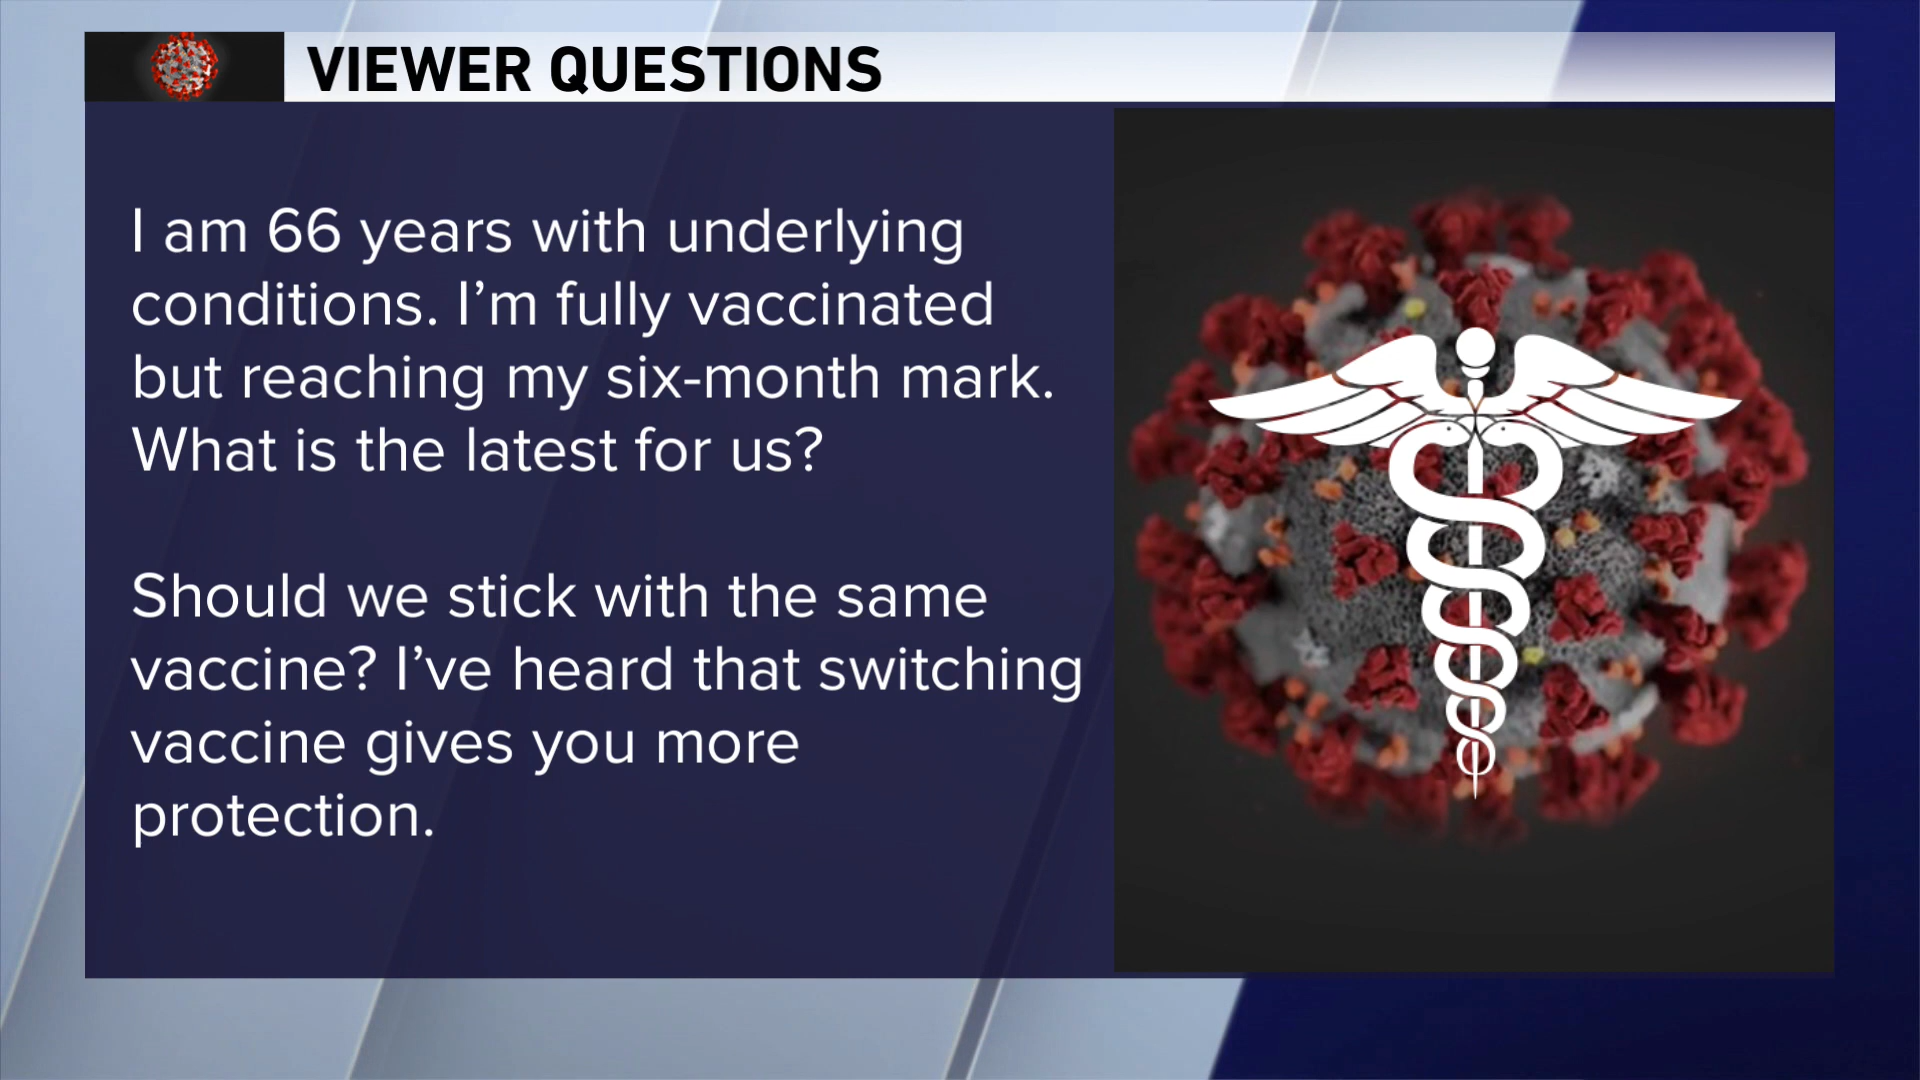 VIEWER QUESTIONS
I am 66 years with underlying
conditions. I’m fully vaccinated
but reaching my six-month mark.
What is the latest for us?
Should we stick with the same
vaccine? I’ve heard that switching
vaccine gives you more
protection.